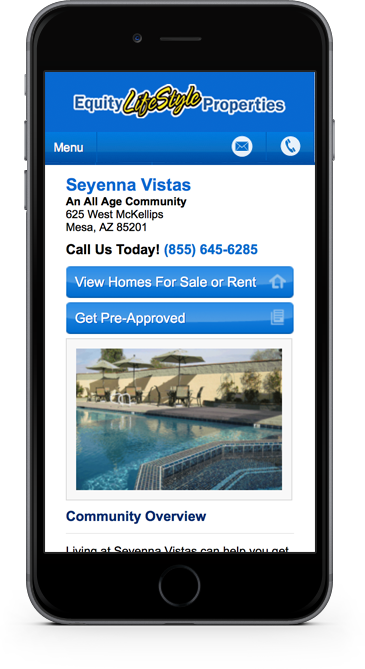 Equity LifeStyle Properties
Menu
Seyenna Vistas
An All Age Community
625 West McKellips
Mesa, AZ 85201
Call Us Today! (855) 645-6285
View Homes For Sale or Rent
Get Pre-Approved
Community Overview
Living at Seyenna Vistas can help you get